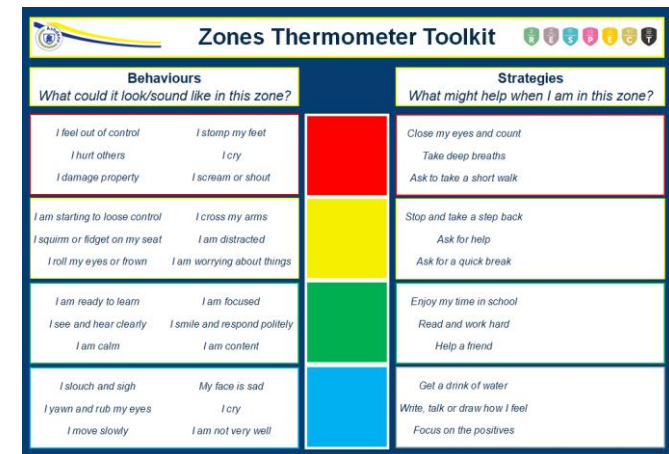 Zones Thermometer Toolkit
R E S P E C T
Behaviours
What could it look/sound like in this zone?
Strategies
What might help when I am in this zone?
I feel out of control I stomp my feet
I hurt others I cry
I damage property I scream or shout
Close my eyes and count
Take deep breaths
Ask to take a short walk
I am starting to loose control I cross my arms
I squirm or fidget on my seat I am distracted
I roll my eyes or frown I am worrying about things
Stop and take a step back
Ask for help
Ask for a quick break
I am ready to learn I am focused
I see and hear clearly I smile and respond politely
I am calm I am content
Enjoy my time in school
Read and work hard
Help a friend
I slouch and sigh My face is sad
I yawn and rub my eyes I cry
I move slowly I am not very well
Get a drink of water
Write, talk or draw how I feel
Focus on the positives